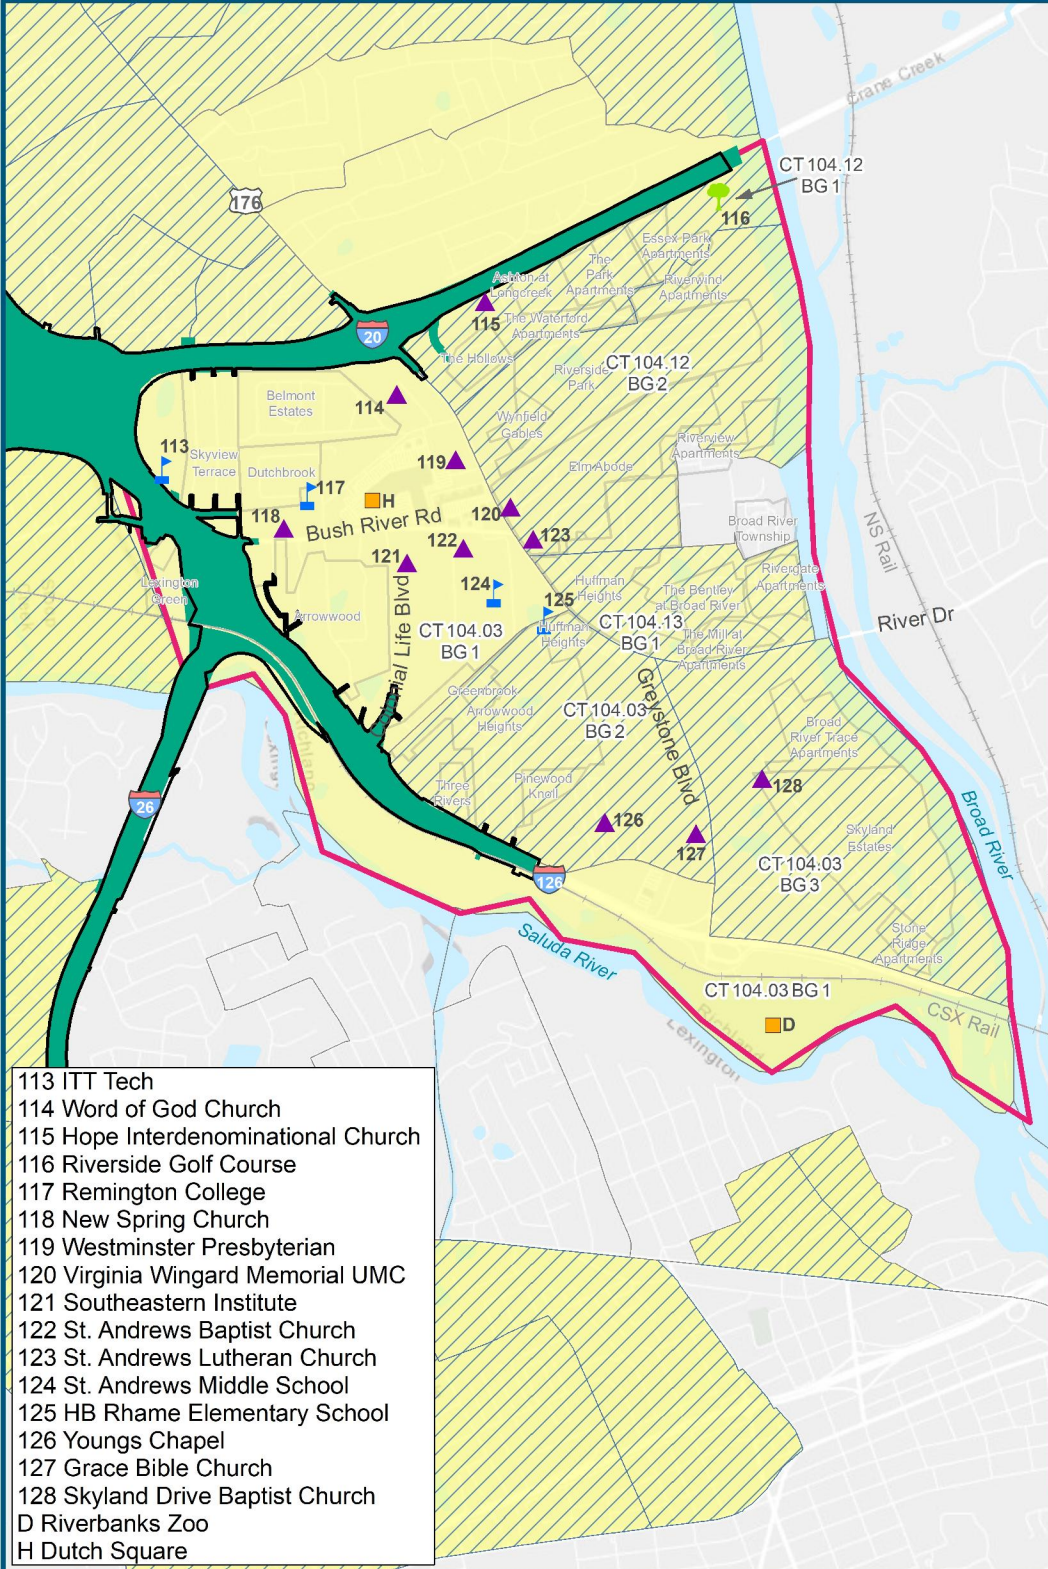 Crane Creek
CT 104.12
BG 1
176
116
Essex Park
Apartments
The
Park
Apartments
Riverwind
Apartments
Ashton at
Longcreek
115
The Waterford
Apartments
20
The Hollows
CT 104.12
BG 2
Riverside
Park
Belmont
Estates
114
Wynfield
Gables
113
Skyview
Terrace
119
Riverview
Apartments
Elm Abode
Dutchbrook
117
H
118
Bush River Rd
120
Broad River
Township
NS Rail
122
123
121
Lexington
Green
124
Huffman
Heights
Rivergate
Apartments
The Bentley
at Broad River
125
Arrowwood
Huffman
Heights
CT 104.03
BG 1
CT 104.13
BG 1
River Dr
The Mill at
Broad River
Apartments
Colonial Life Blvd
Greenbrook
Arrowwood
Heights
CT 104.03
BG 2
Greystone Blvd
Broad
River Trace
Apartments
Richland
Three
Rivers
Pinewood
Knoll
128
26
126
127
Skyland
Estates
Broad River
CT 104.03
BG 3
126
Saluda River
Stone
Ridge
Apartments
CT 104.03 BG 1
CSX Rail
D
Richland
Lexington
113 ITT Tech
114 Word of God Church
115 Hope Interdenominational Church
116 Riverside Golf Course
117 Remington College
118 New Spring Church
119 Westminster Presbyterian
120 Virginia Wingard Memorial UMC
121 Southeastern Institute
122 St. Andrews Baptist Church
123 St. Andrews Lutheran Church
124 St. Andrews Middle School
125 HB Rhame Elementary School
126 Youngs Chapel
127 Grace Bible Church
128 Skyland Drive Baptist Church
D Riverbanks Zoo
H Dutch Square